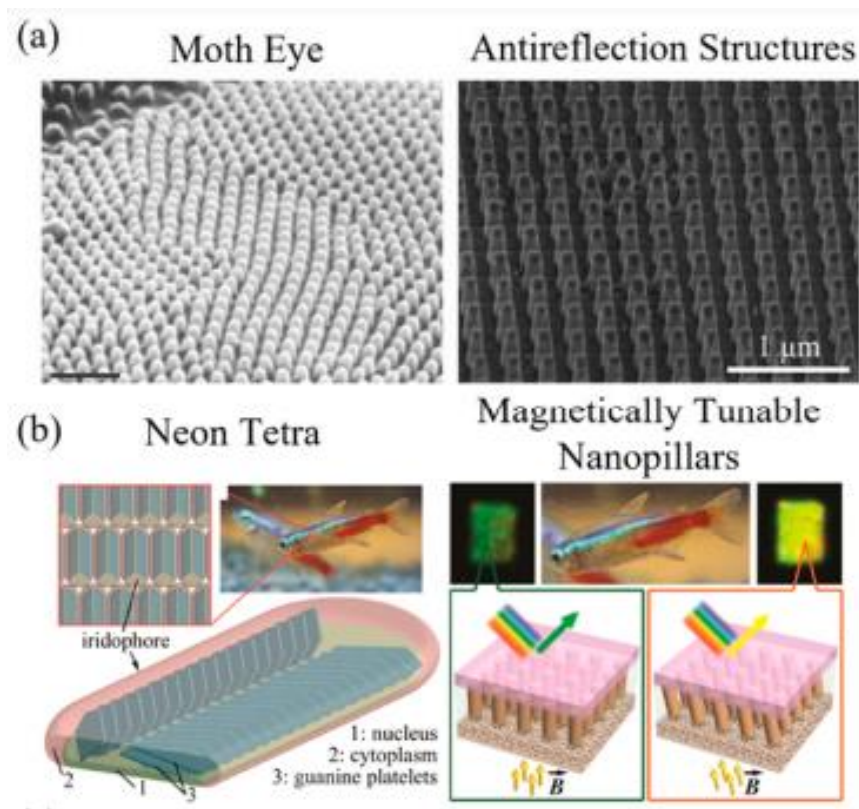 (a)
Moth Eye
Antireflection Structures
1 μm
(b)
Neon Tetra
Magnetically Tunable
Nanopillars
iridophore
1: nucleus
2: cytoplasm
3: guanine platelets
2
1
3
B
B